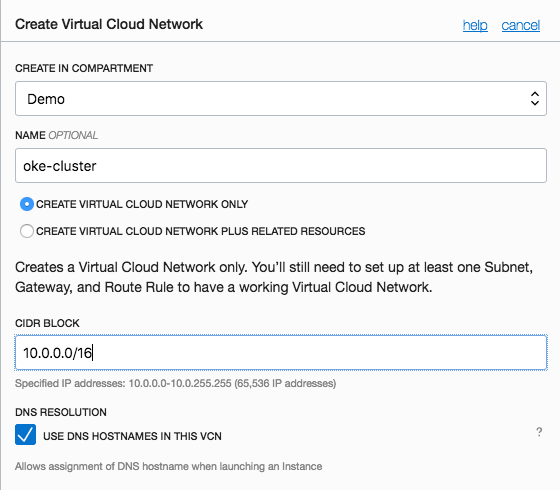 Create Virtual Cloud Network help cancel
CREATE IN COMPARTMENT
Demo
NAME OPTIONAL
oke-cluster
CREATE VIRTUAL CLOUD NETWORK ONLY
CREATE VIRTUAL CLOUD NETWORK PLUS RELATED RESOURCES
Creates a Virtual Cloud Network only. You'll still need to set up at least one Subnet,
Gateway, and Route Rule to have a working Virtual Cloud Network.
CIDR BLOCK
10.0.0.0/16
Specified IP addresses: 10.0.0.0-10.0.255.255 (65,536 IP addresses)
DNS RESOLUTION
USE DNS HOSTNAMES IN THIS VCN ?
Allows assignment of DNS hostname when launching an Instance